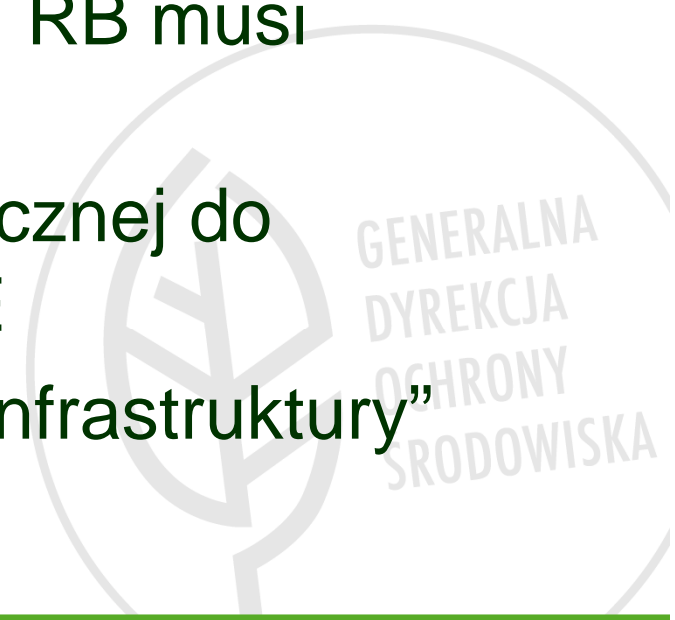 RB musi
cznej do
nfrastruktury”
GENERALNA
DYREKCJA
OCHRONY
ŚRODOWISKA